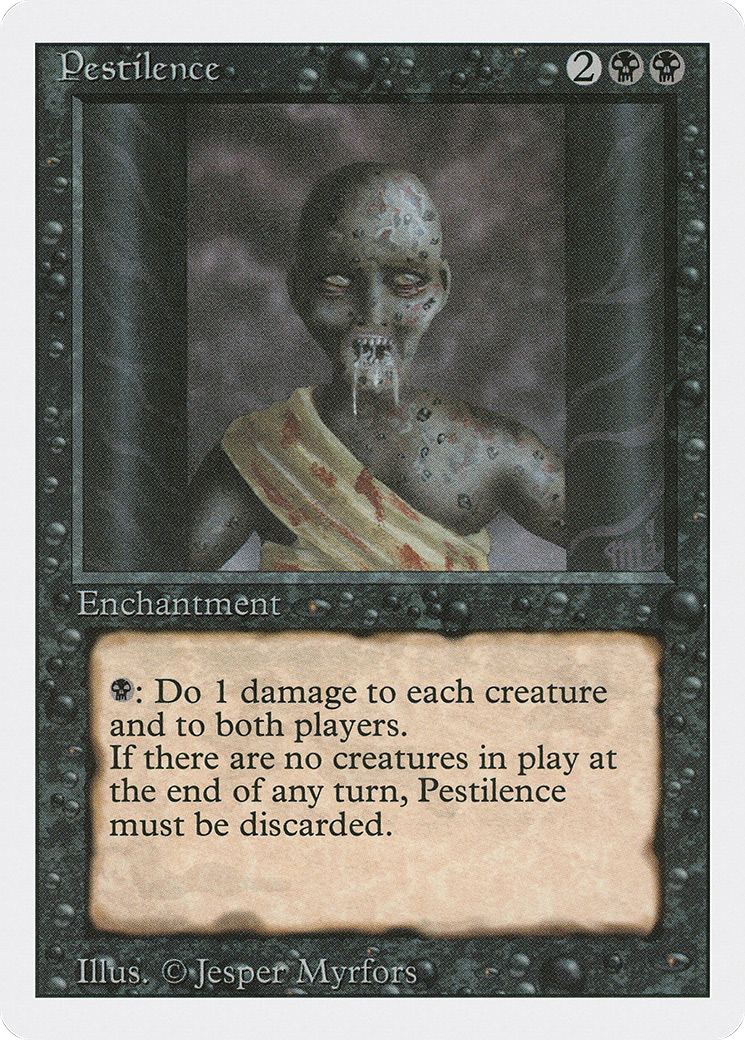 Pestilence 2
Enchantment
: Do 1 damage to each creature
and to both players.
If there are no creatures in play at
the end of any turn, Pestilence
must be discarded.
Illus. © Jesper Myrfors